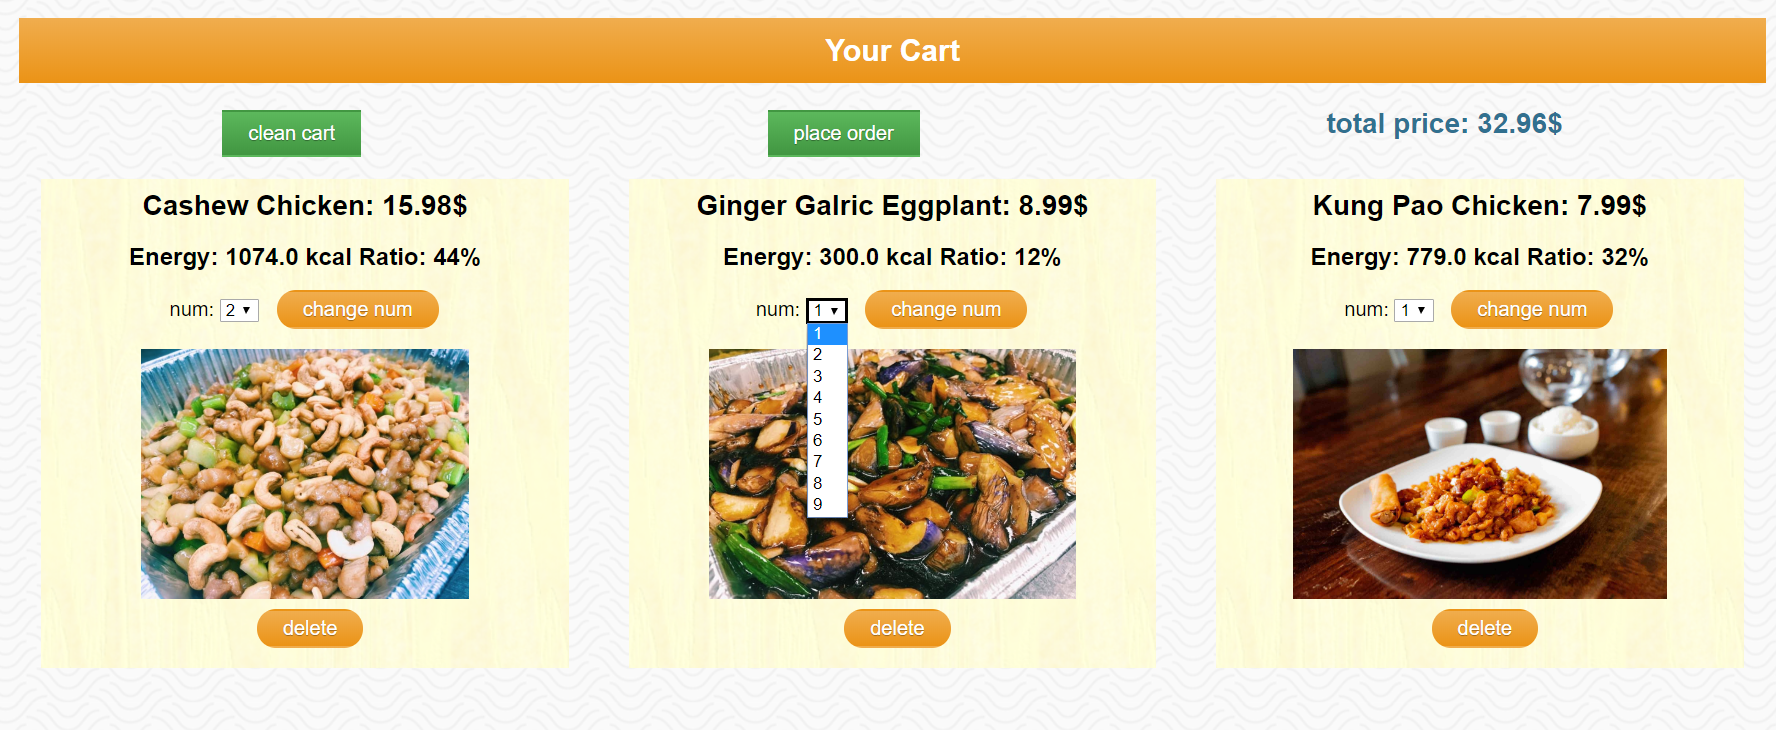 Your Cart
clean cart
place order
total price: 32.96$
Cashew Chicken: 15.98$
Energy: 1074.0 kcal Ratio: 44%
num: 2 change num
delete
Ginger Galric Eggplant: 8.99$
Energy: 300.0 kcal Ratio: 12%
num: 1 change num
1
2
3
4
5
6
7
8
9
delete
Kung Pao Chicken: 7.99$
Energy: 779.0 kcal Ratio: 32%
num: 1 change num
delete